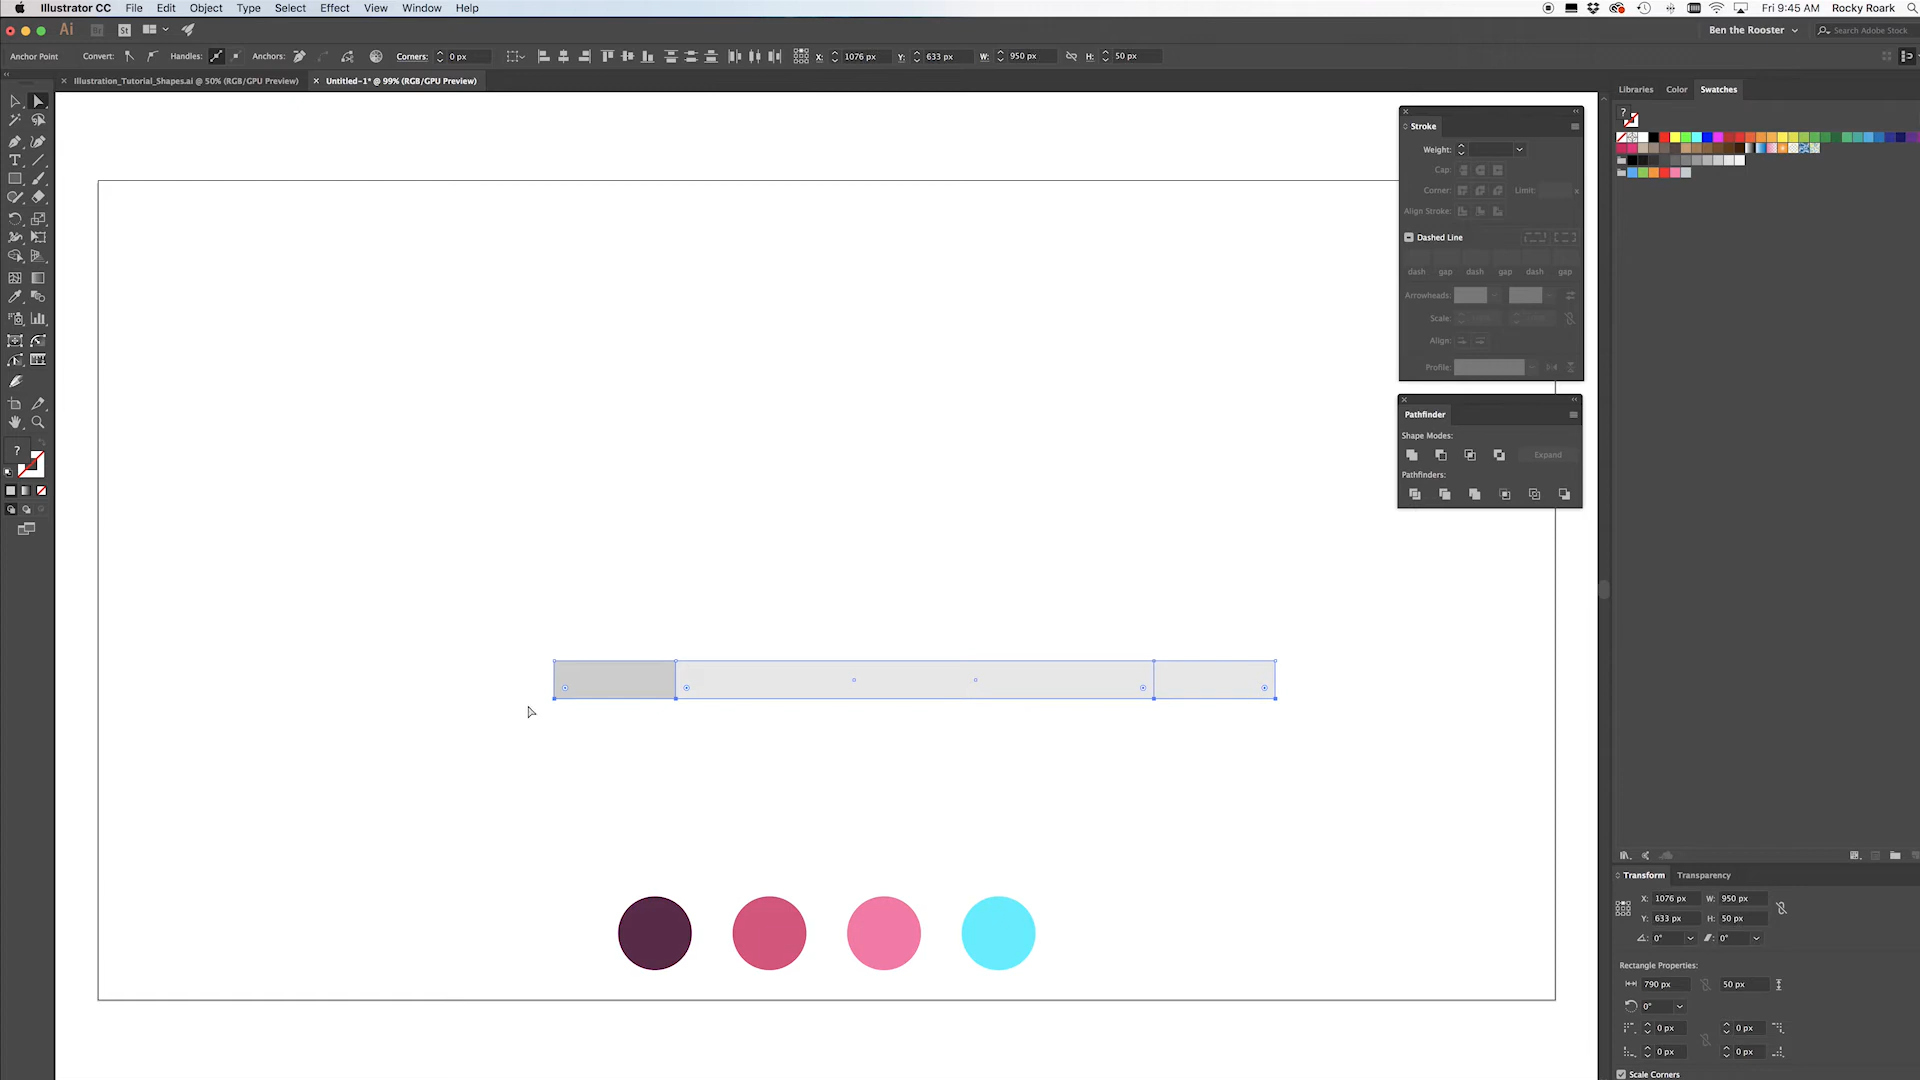 Illustrator CC File Edit Object Type Select Effect View Window Help Fri 9:45 AM Rocky Roark
Ai Br St Ben the Rooster Search Adobe Stock
Anchor Point Convert: Handles: Anchors: Corners: 0 px X: 1076 px Y: 633 px W: 950 px H: 50 px
Illustration_Tutorial_Shapes.ai @ 50% (RGB/GPU Preview) Untitled-1* @ 99% (RGB/GPU Preview)
Libraries Color Swatches
Stroke
Weight:
Cap:
Corner: Limit: x
Align Stroke:
Dashed Line
dash gap dash gap dash gap
Arrowheads:
Scale:
Align:
Profile:
Pathfinder
Shape Modes:
Expand
Pathfinders:
Transform Transparency
X: 1076 px W: 950 px
Y: 633 px H: 50 px
0° 0°
Rectangle Properties:
790 px 50 px
0°
0 px 0 px
0 px 0 px
Scale Corners